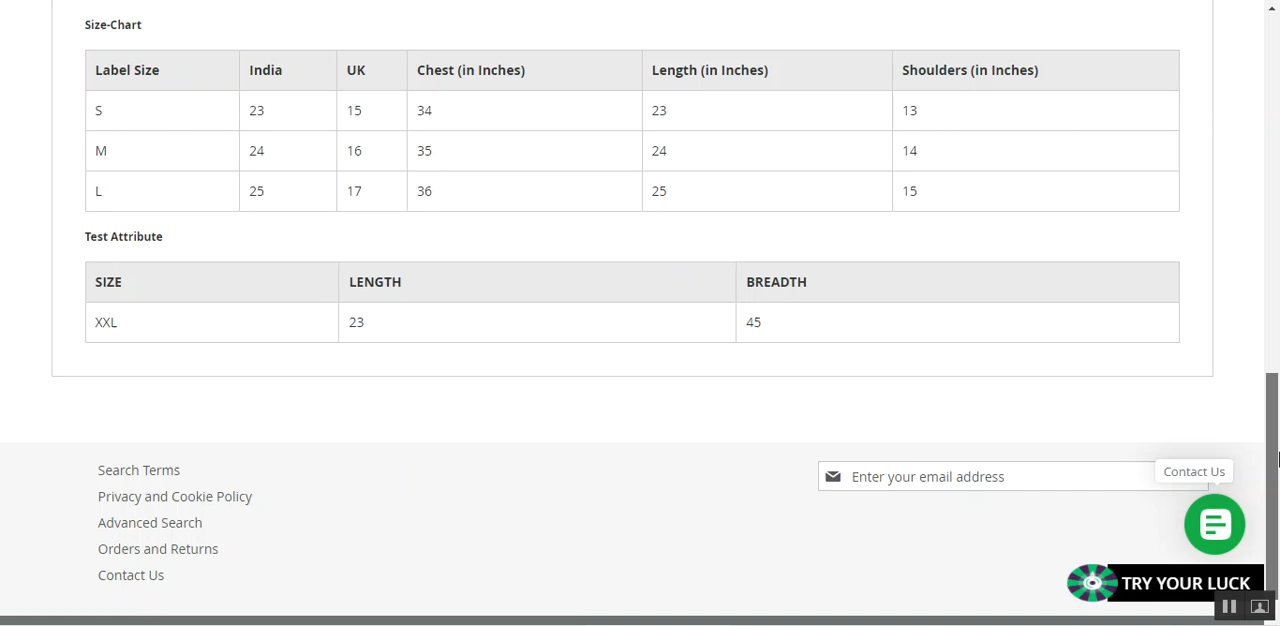 Size-Chart
Label Size India UK Chest (in Inches) Length (in Inches) Shoulders (in Inches)
S 23 15 34 23 13
M 24 16 35 24 14
L 25 17 36 25 15
Test Attribute
SIZE LENGTH BREADTH
XXL 23 45
Search Terms
Privacy and Cookie Policy
Advanced Search
Orders and Returns
Contact Us
Enter your email address
Contact Us
TRY YOUR LUCK